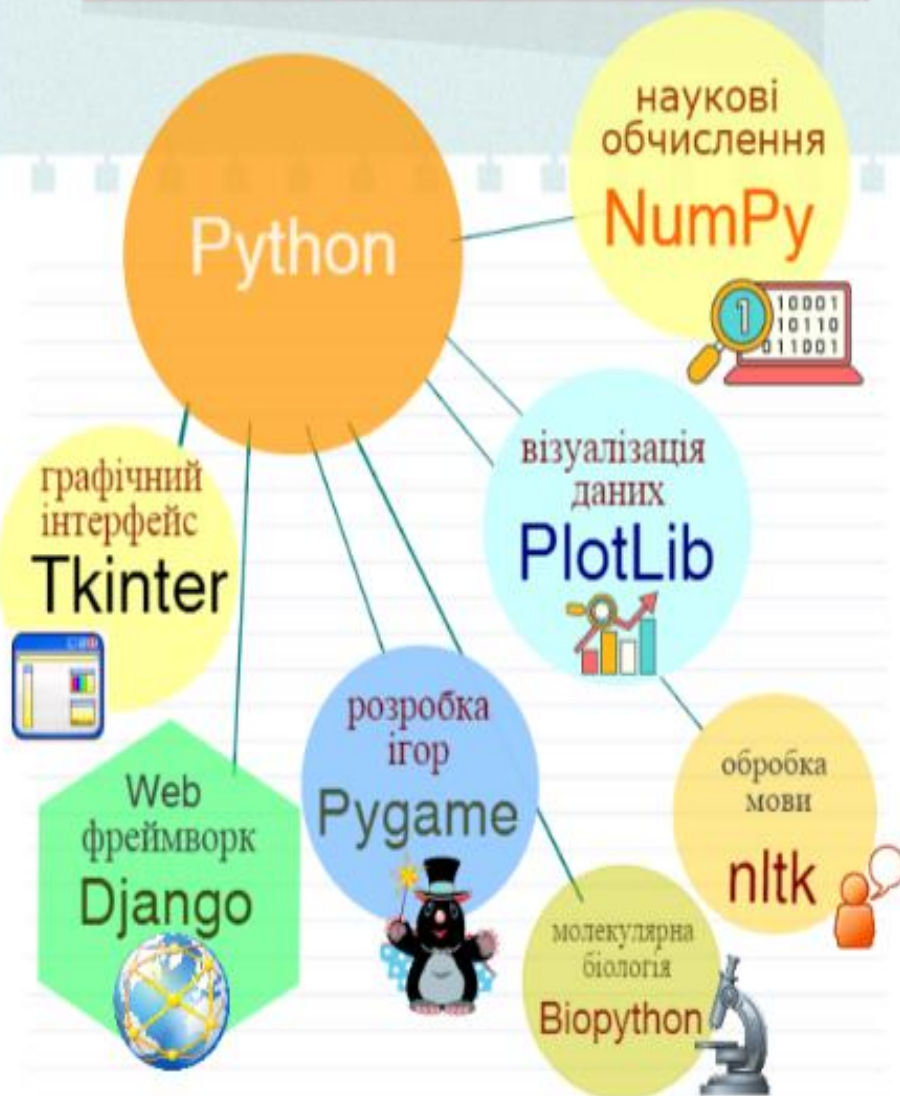 Python
наукові
обчислення
NumPy
1
10001
10110
011001
візуалізація
даних
PlotLib
графічний
інтерфейс
Tkinter
розробка
ігор
Pygame
Web
фреймворк
Django
обробка
мови
nltk
молекулярна
біологія
Biopython